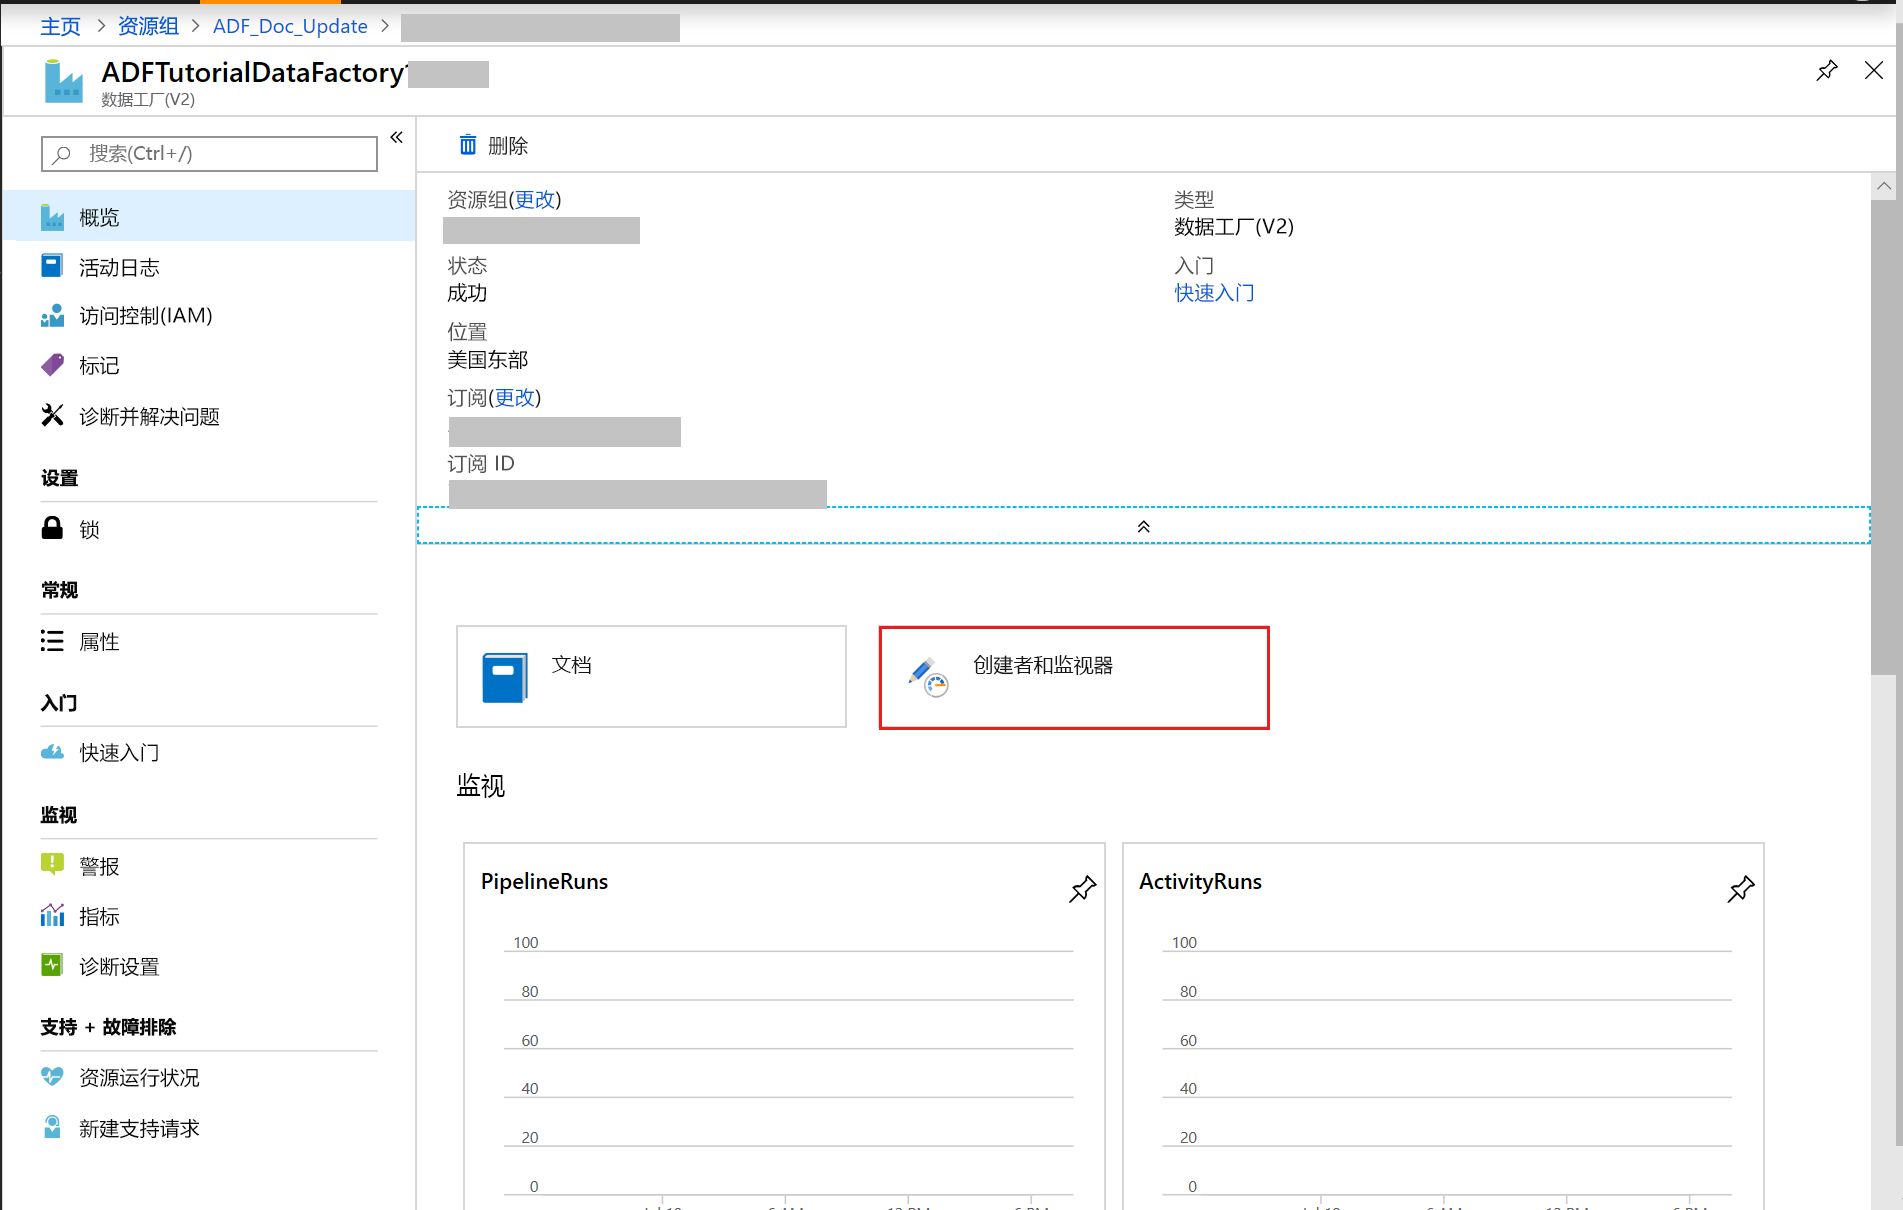 主页 > 资源组 > ADF_Doc_Update >
ADFTutorialDataFactory
数据工厂(V2)
搜索(Ctrl+/)
概览
活动日志
访问控制(IAM)
标记
诊断并解决问题
设置
锁
常规
属性
入门
快速入门
监视
警报
指标
诊断设置
支持 + 故障排除
资源运行状况
新建支持请求
删除
资源组(更改)
状态
成功
位置
美国东部
订阅(更改)
订阅 ID
类型
数据工厂(V2)
入门
快速入门
文档
创建者和监视器
监视
PipelineRuns
100
80
60
40
20
0
ActivityRuns
100
80
60
40
20
0